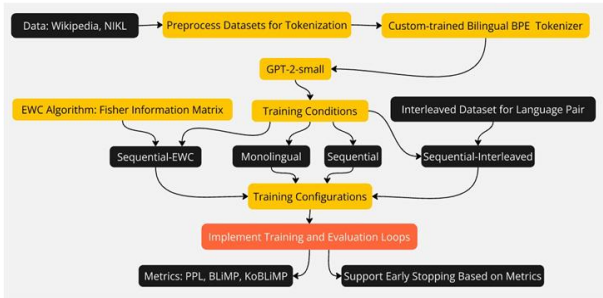 Data: Wikipedia, NIKL
Preprocess Datasets for Tokenization
Custom-trained Bilingual BPE Tokenizer
GPT-2-small
EWC Algorithm: Fisher Information Matrix
Training Conditions
Interleaved Dataset for Language Pair
Sequential-EWC
Monolingual
Sequential
Sequential-Interleaved
Training Configurations
Implement Training and Evaluation Loops
Metrics: PPL, BLiMP, KoBLiMP
Support Early Stopping Based on Metrics